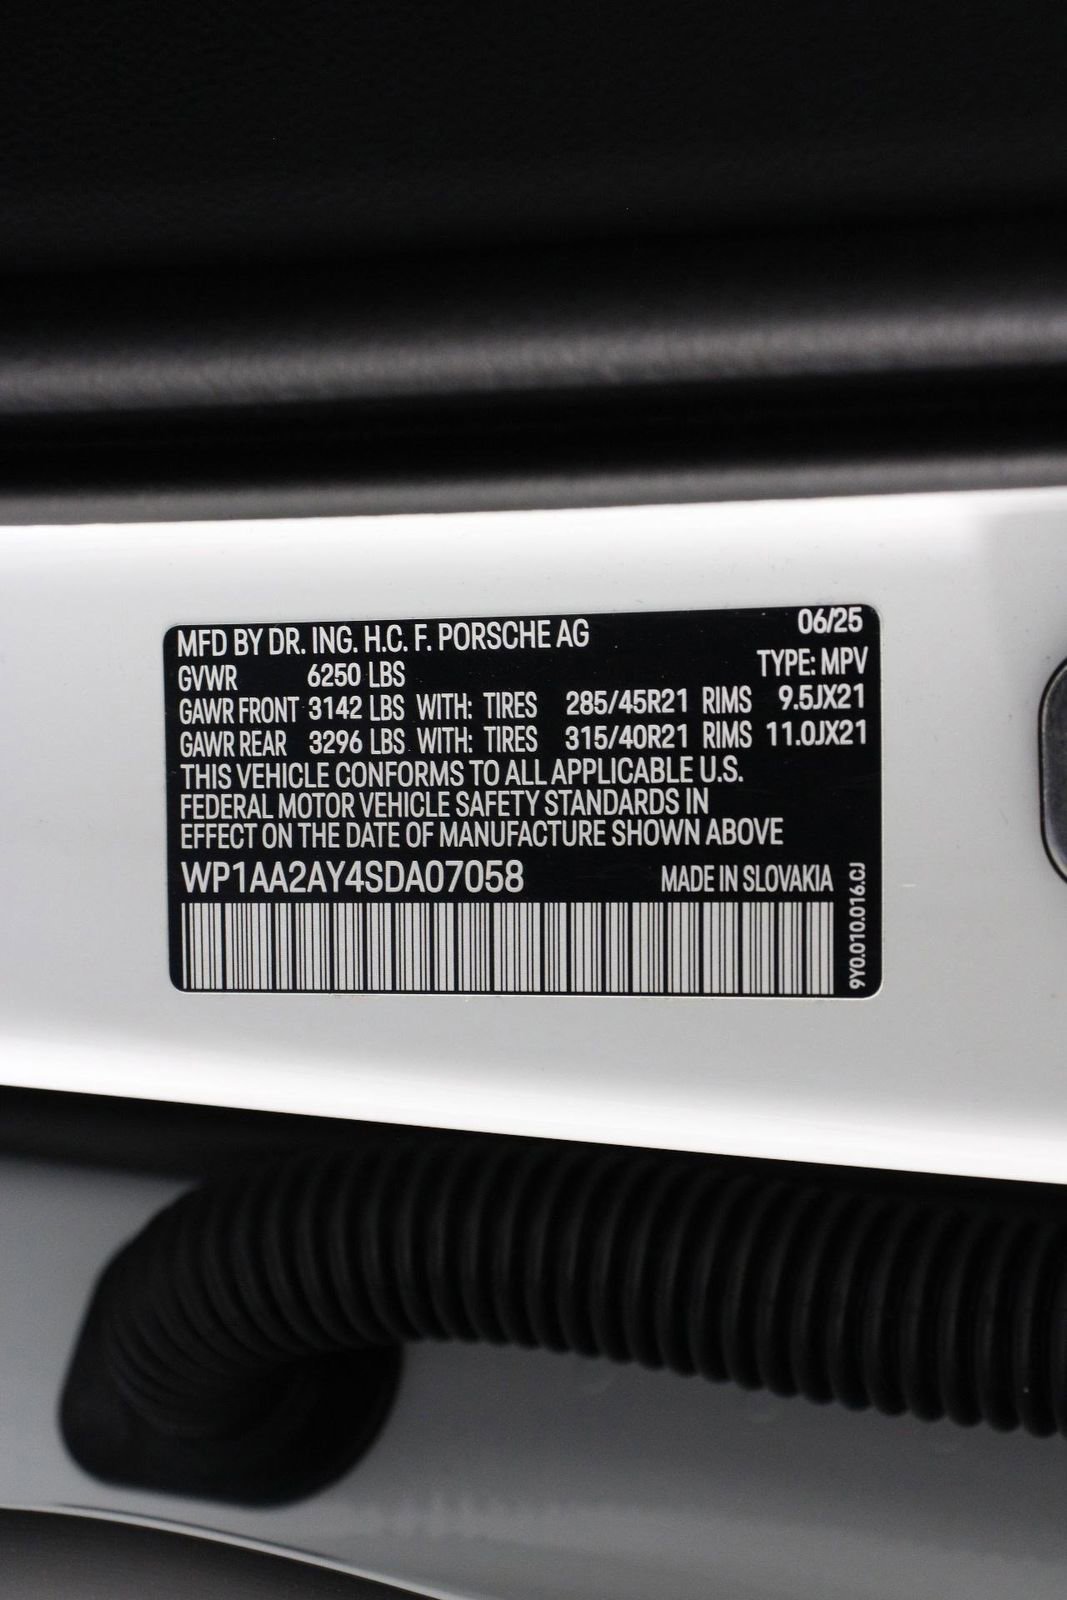 MFD BY DR. ING. H.C. F. PORSCHE AG 06/25
GVWR 6250 LBS TYPE: MPV
GAWR FRONT 3142 LBS WITH: TIRES 285/45R21 RIMS 9.5JX21
GAWR REAR 3296 LBS WITH: TIRES 315/40R21 RIMS 11.0JX21
THIS VEHICLE CONFORMS TO ALL APPLICABLE U.S.
FEDERAL MOTOR VEHICLE SAFETY STANDARDS IN
EFFECT ON THE DATE OF MANUFACTURE SHOWN ABOVE
WP1AA2AY4SDA07058 MADE IN SLOVAKIA
9Y0.010.016.CJ